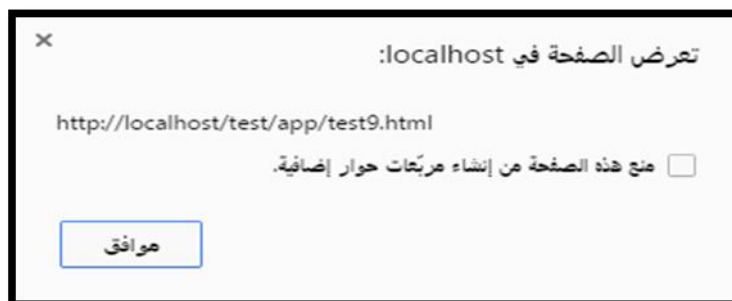 تعرض الصفحة في localhost:
http://localhost/test/app/test9.html
منع هذه الصفحة من إنشاء مربّعات حوار إضافية.
موافق